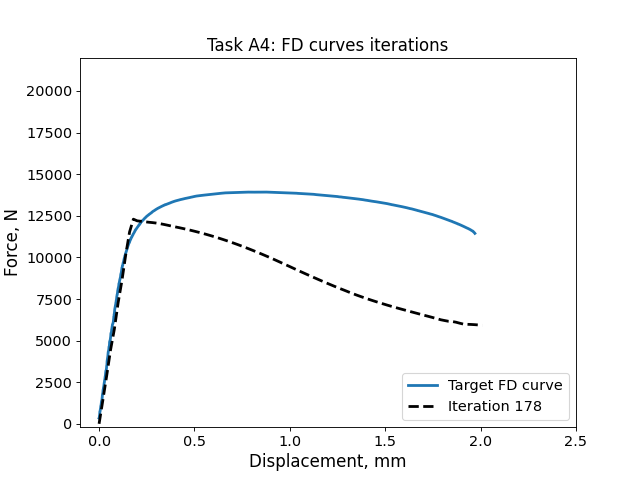 Task A4: FD curves iterations
Force, N
20000
17500
15000
12500
10000
7500
5000
2500
0
0.0 0.5 1.0 1.5 2.0 2.5
Displacement, mm
Target FD curve
Iteration 178